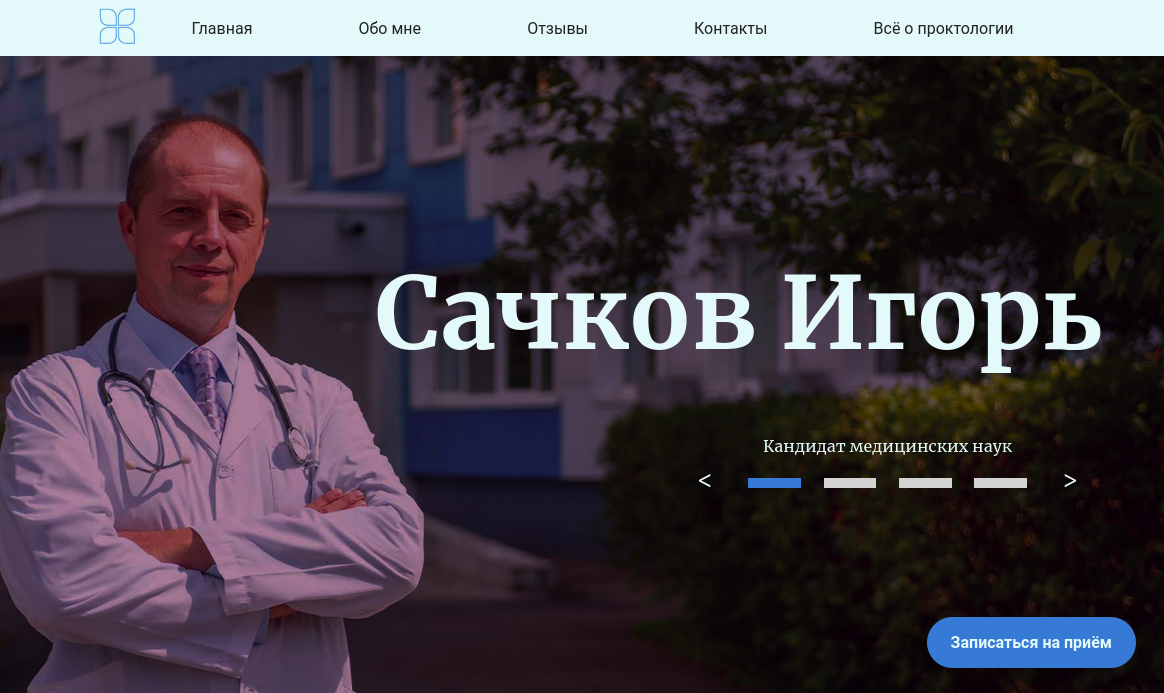 Главная
Обо мне
Отзывы
Контакты
Всё о проктологии
Сачков Игорь
Кандидат медицинских наук
< >
Записаться на приём